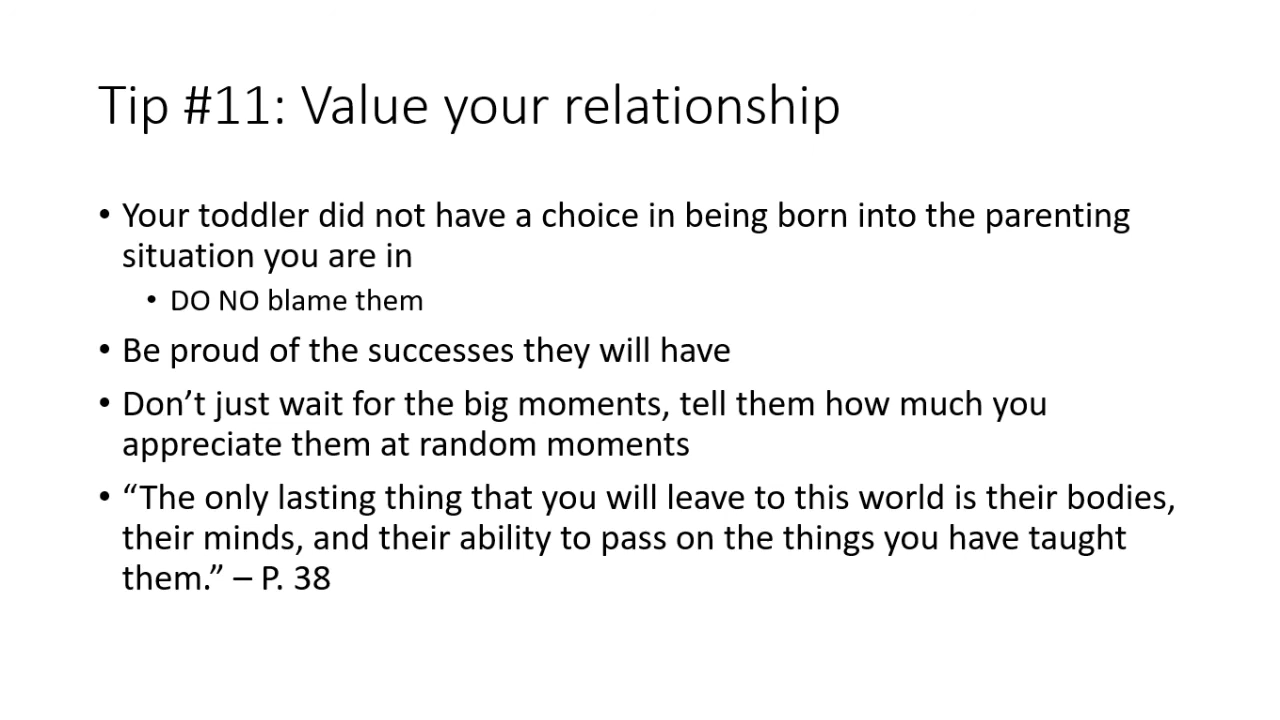 Tip #11: Value your relationship
• Your toddler did not have a choice in being born into the parenting
situation you are in
• DO NO blame them
• Be proud of the successes they will have
• Don’t just wait for the big moments, tell them how much you
appreciate them at random moments
• “The only lasting thing that you will leave to this world is their bodies,
their minds, and their ability to pass on the things you have taught
them.” – P. 38